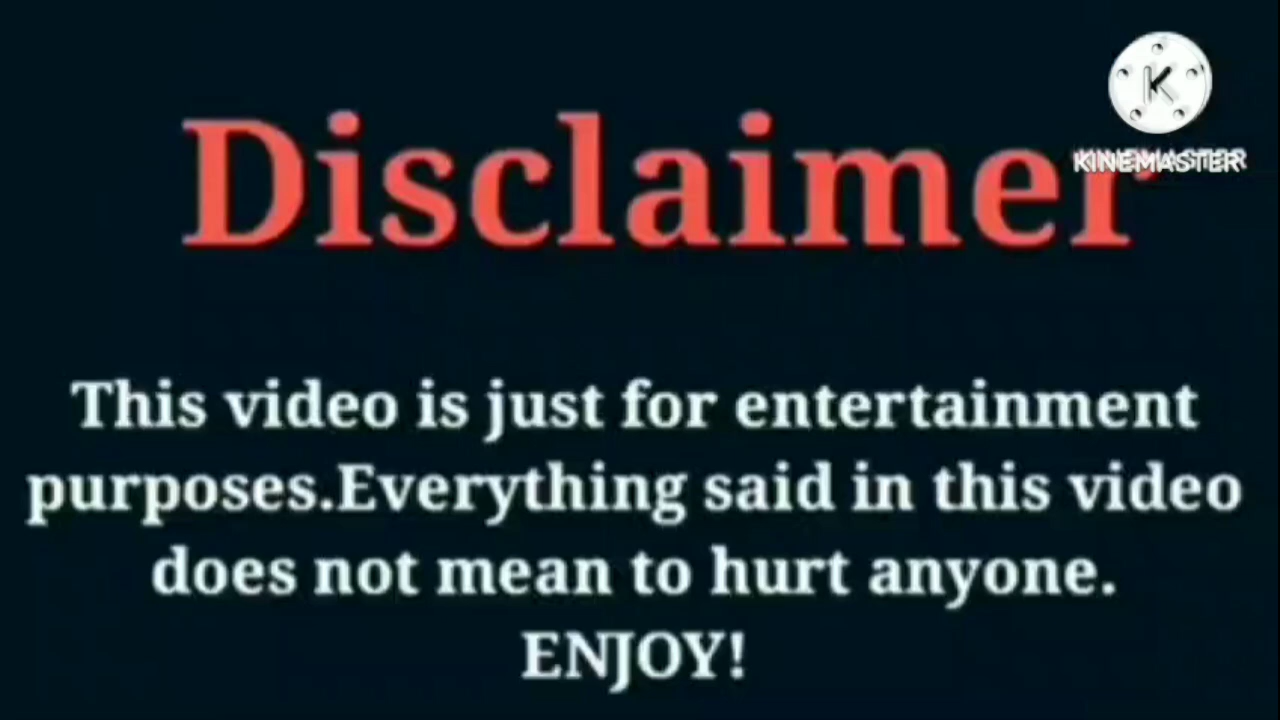 K
KINEMASTER
Disclaimer
This video is just for entertainment
purposes.Everything said in this video
does not mean to hurt anyone.
ENJOY!